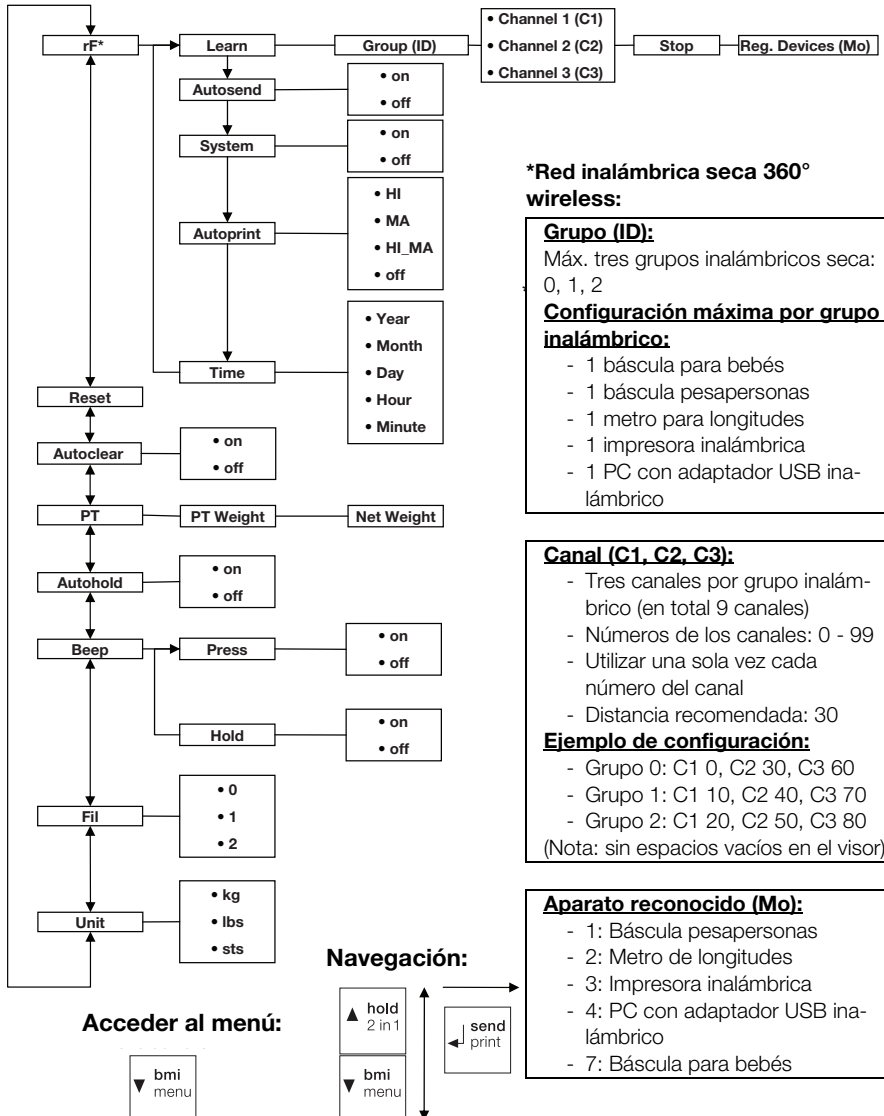 rF*
Learn
Group (ID)
• Channel 1 (C1)
• Channel 2 (C2)
• Channel 3 (C3)
Stop
Reg. Devices (Mo)
Autosend
• on
• off
System
• on
• off
Autoprint
• HI
• MA
• HI_MA
• off
Time
• Year
• Month
• Day
• Hour
• Minute
Reset
Autoclear
• on
• off
PT
PT Weight
Net Weight
Autohold
• on
• off
Beep
Press
• on
• off
Hold
• on
• off
Fil
• 0
• 1
• 2
Unit
• kg
• lbs
• sts
Acceder al menú:
bmi
menu
Navegación:
hold
2 in 1
bmi
menu
send
print
*Red inalámbrica seca 360°
wireless:
Grupo (ID):
Máx. tres grupos inalámbricos seca:
0, 1, 2
Configuración máxima por grupo
inalámbrico:
- 1 báscula para bebés
- 1 báscula pesapersonas
- 1 metro para longitudes
- 1 impresora inalámbrica
- 1 PC con adaptador USB ina-
lámbrico
Canal (C1, C2, C3):
- Tres canales por grupo inalám-
brico (en total 9 canales)
- Números de los canales: 0 - 99
- Utilizar una sola vez cada
número del canal
- Distancia recomendada: 30
Ejemplo de configuración:
- Grupo 0: C1 0, C2 30, C3 60
- Grupo 1: C1 10, C2 40, C3 70
- Grupo 2: C1 20, C2 50, C3 80
(Nota: sin espacios vacíos en el visor)
Aparato reconocido (Mo):
- 1: Báscula pesapersonas
- 2: Metro de longitudes
- 3: Impresora inalámbrica
- 4: PC con adaptador USB ina-
lámbrico
- 7: Báscula para bebés